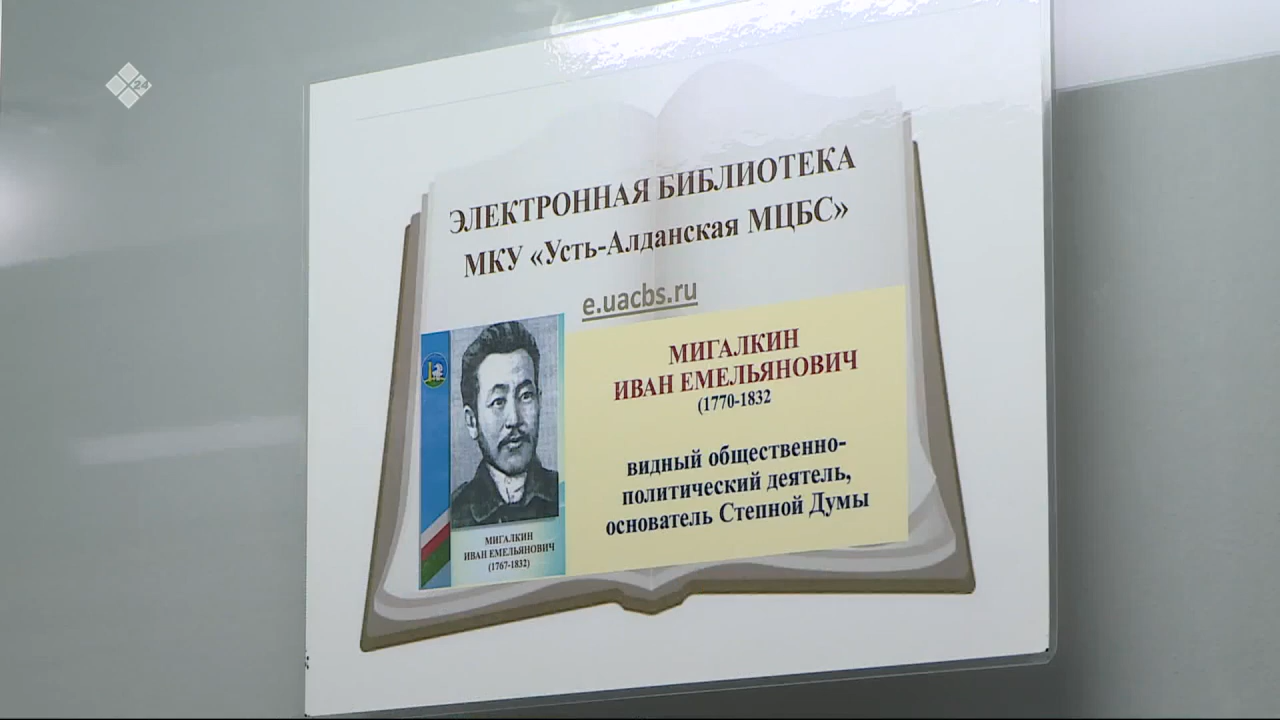 24
ЭЛЕКТРОННАЯ БИБЛИОТЕКА
МКУ «Усть-Алданская МЦБС»
e.uacbs.ru
МИГАЛКИН
ИВАН ЕМЕЛЬЯНОВИЧ
(1770-1832
видный общественно-
политический деятель,
основатель Степной Думы
МИГАЛКИН
ИВАН ЕМЕЛЬЯНОВИЧ
(1767-1832)